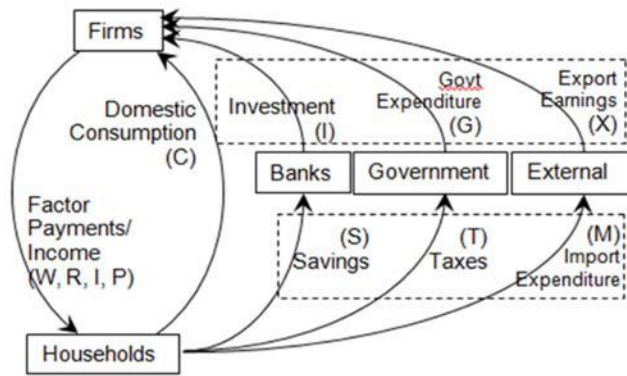 Firms
Domestic
Consumption
(C)
Investment
(I)
Govt
Expenditure
(G)
Export
Earnings
(X)
Banks
Government
External
Factor
Payments/
Income
(W, R, I, P)
(S)
Savings
(T)
Taxes
(M)
Import
Expenditure
Households